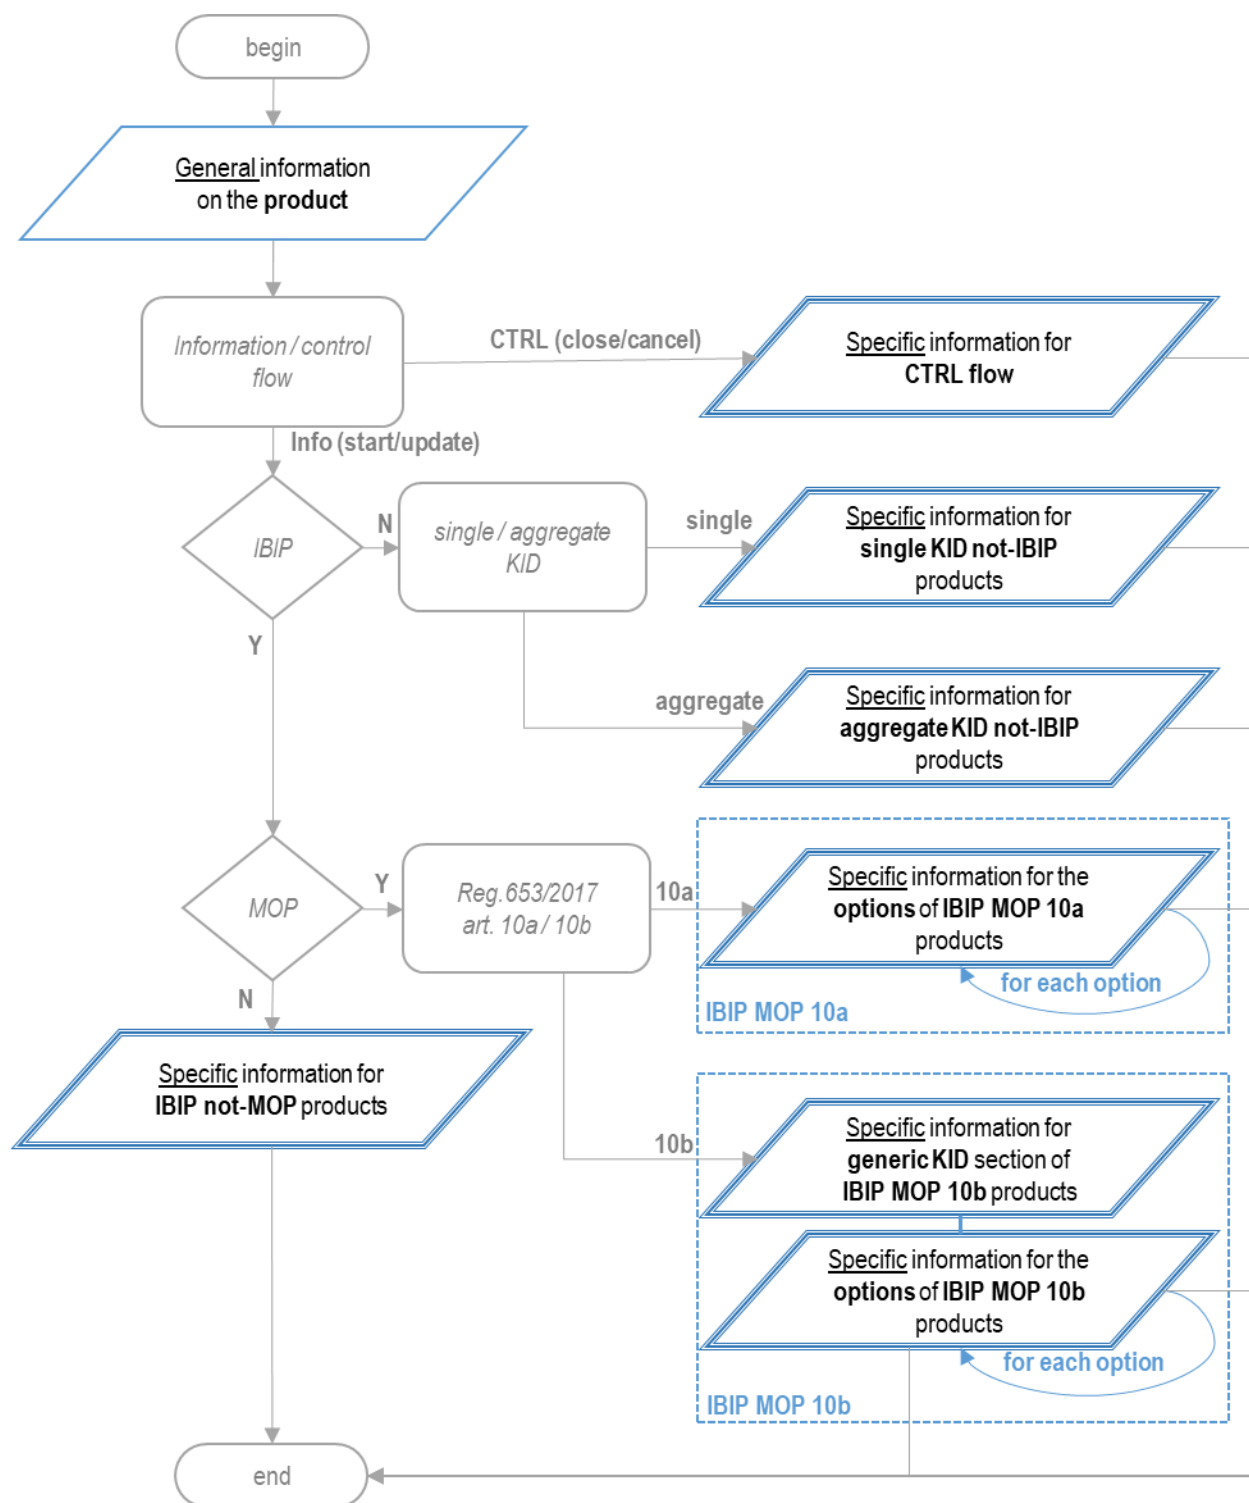 begin
General information
on the product
Information / control
flow
CTRL (close/cancel)
Specific information for
CTRL flow
Info (start/update)
IBIP
N
single / aggregate
KID
single
Specific information for
single KID not-IBIP
products
Y
aggregate
Specific information for
aggregate KID not-IBIP
products
MOP
Y
Reg.653/2017
art. 10a / 10b
10a
Specific information for the
options of IBIP MOP 10a
products
for each option
IBIP MOP 10a
N
Specific information for
IBIP not-MOP products
10b
Specific information for
generic KID section of
IBIP MOP 10b products
Specific information for the
options of IBIP MOP 10b
products
for each option
IBIP MOP 10b
end